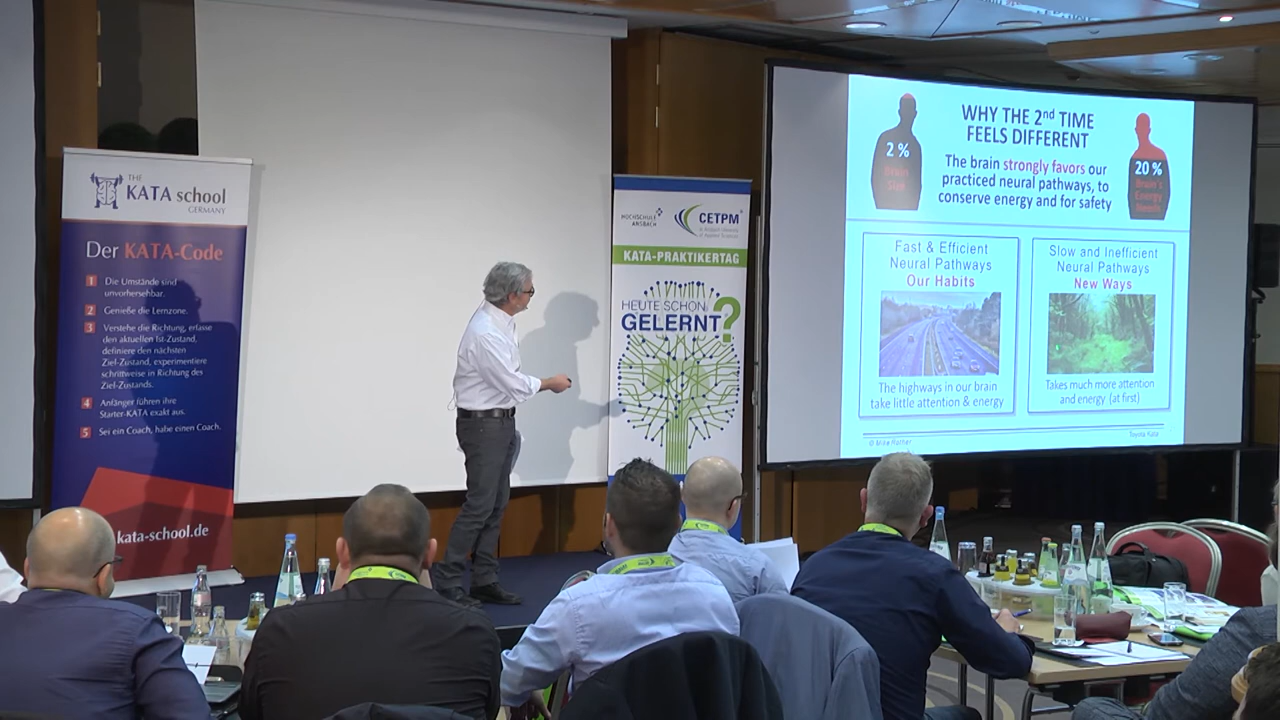 THE
KATA school
GERMANY
Der KATA-Code
1 Die Umstände sind
unvorhersehbar.
2 Genieße die Lernzone.
3 Verstehe die Richtung, erfasse
den aktuellen Ist-Zustand,
definiere den nächsten
Ziel-Zustand, experimentiere
schrittweise in Richtung des
Ziel-Zustands.
4 Anfänger führen ihre
Starter-KATA exakt aus.
5 Sei ein Coach, habe einen Coach.
kata-school.de
HOCHSCHULE
ANSBACH
CETPM
KATA-PRAKTIKERTAG
HEUTE SCHON
GELERNT?
WHY THE 2nd TIME
FEELS DIFFERENT
2 %
Brain
Size
The brain strongly favors our
practiced neural pathways, to
conserve energy and for safety
20 %
Brain's
Energy
Needs
Fast & Efficient
Neural Pathways
Our Habits
The highways in our brain
take little attention & energy
Slow and Inefficient
Neural Pathways
New Ways
Takes much more attention
and energy (at first)
© Mike Rother
Toyota Kata